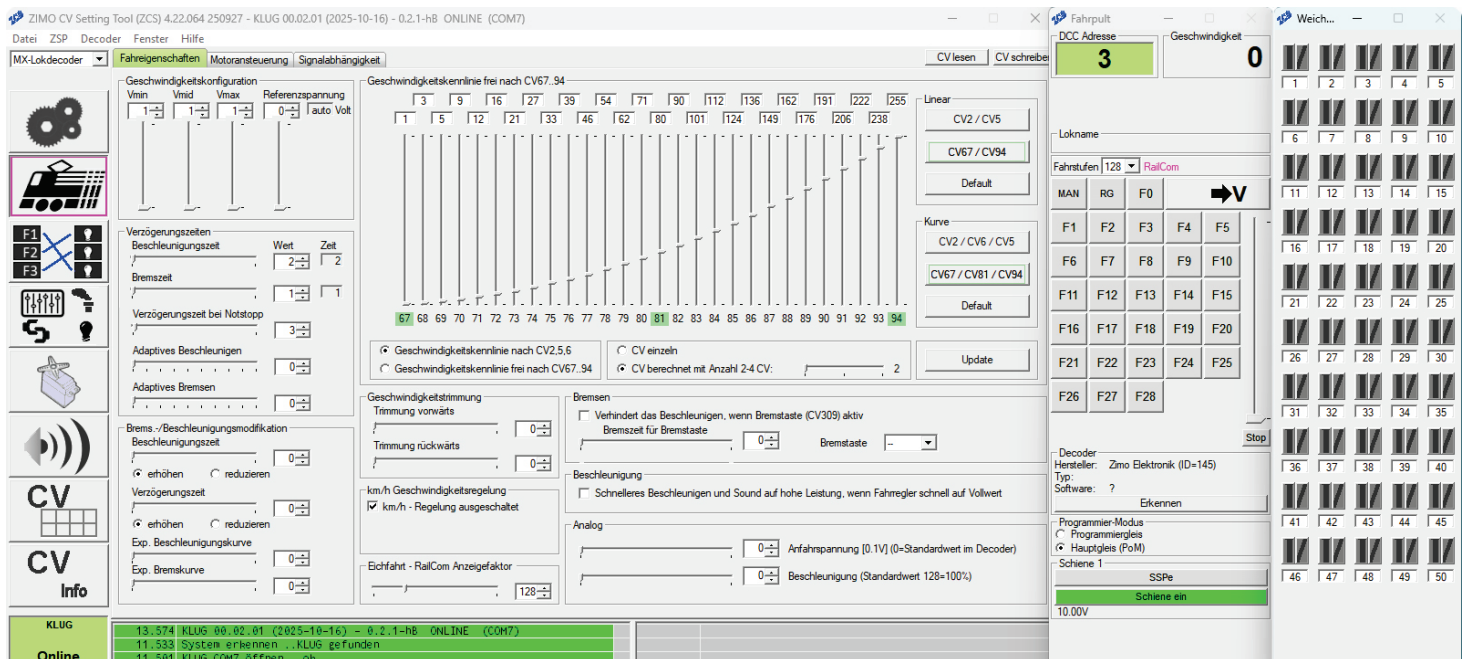 ZIMO CV Setting Tool (ZCS) 4.22.064 250927 - KLUG 00.02.01 (2025-10-16) - 0.2.1-hB ONLINE (COM7)
Datei ZSP Decoder Fenster Hilfe
MX-Lokdecoder
Fahreigenschaften Motoransteuerung Signalabhängigkeit
CV lesen CV schreibe
F1
F2
F3
CV
CV
Info
KLUG
Online
Geschwindigkeitskonfiguration
Vmin Vmid Vmax Referenzspannung
1 1 1 0 auto Volt
Verzögerungszeiten
Beschleunigungszeit Wert Zeit
2 2
Bremszeit
1 1
Verzögerungszeit bei Notstopp
3
Adaptives Beschleunigen
0
Adaptives Bremsen
0
Brems.-/Beschleunigungsmodifikation
Beschleunigungszeit
0
erhöhen reduzieren
Verzögerungszeit
0
erhöhen reduzieren
Exp. Beschleunigungskurve
0
Exp. Bremskurve
0
Geschwindigkeitskennlinie frei nach CV67..94
3 9 16 27 39 54 71 90 112 136 162 191 222 255
1 5 12 21 33 46 62 80 101 124 149 176 206 238
67 68 69 70 71 72 73 74 75 76 77 78 79 80 81 82 83 84 85 86 87 88 89 90 91 92 93 94
Geschwindigkeitskennlinie nach CV2,5,6
Geschwindigkeitskennlinie frei nach CV67..94
CV einzeln
CV berechnet mit Anzahl 2-4 CV: 2
Linear
CV2 / CV5
CV67 / CV94
Default
Kurve
CV2 / CV6 / CV5
CV67 / CV81 / CV94
Default
Update
Geschwindigkeitstrimmung
Trimmung vorwärts
0
Trimmung rückwärts
0
km/h Geschwindigkeitsregelung
km/h - Regelung ausgeschaltet
Eichfahrt - RailCom Anzeigefaktor
128
Bremsen
Verhindert das Beschleunigen, wenn Bremstaste (CV309) aktiv
Bremszeit für Bremstaste
0 Bremstaste --
Beschleunigung
Schnelleres Beschleunigen und Sound auf hohe Leistung, wenn Fahrregler schnell auf Vollwert
Analog
0 Anfahrspannung [0.1V] (0=Standardwert im Decoder)
0 Beschleunigung (Standardwert 128=100%)
13.574 KLUG 00.02.01 (2025-10-16) - 0.2.1-hB ONLINE (COM7)
11.533 System erkennen ..KLUG gefunden
11.501 KLUG COM7 öffnen ..ok
Fahrpult
DCC Adresse Geschwindigkeit
3 0
Lokname
Fahrstufen 128 RailCom
MAN RG F0 V
F1 F2 F3 F4 F5
F6 F7 F8 F9 F10
F11 F12 F13 F14 F15
F16 F17 F18 F19 F20
F21 F22 F23 F24 F25
F26 F27 F28
Stop
Decoder
Hersteller: Zimo Elektronik (ID=145)
Typ:
Software: ?
Erkennen
Programmier-Modus
Programmiergleis
Hauptgleis (PoM)
Schiene 1
SSPe
Schiene ein
10.00V
Weich...
1 2 3 4 5
6 7 8 9 10
11 12 13 14 15
16 17 18 19 20
21 22 23 24 25
26 27 28 29 30
31 32 33 34 35
36 37 38 39 40
41 42 43 44 45
46 47 48 49 50